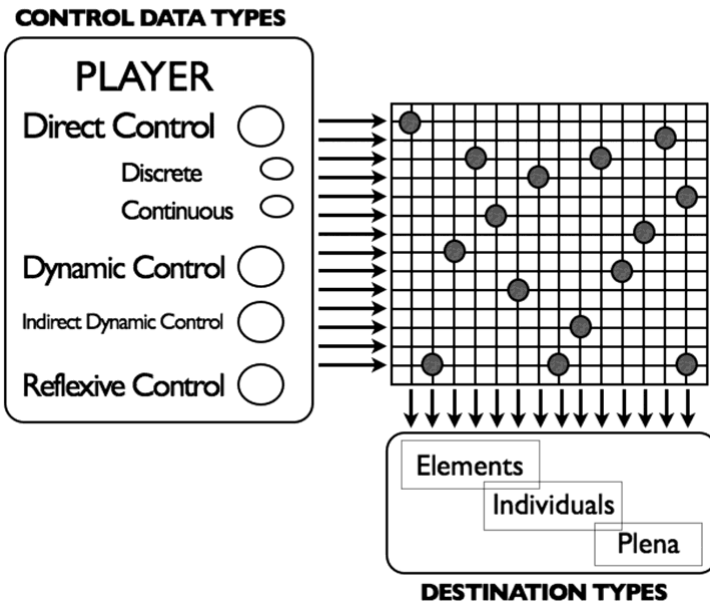 CONTROL DATA TYPES
PLAYER
Direct Control
Discrete
Continuous
Dynamic Control
Indirect Dynamic Control
Reflexive Control
Elements
Individuals
Plena
DESTINATION TYPES